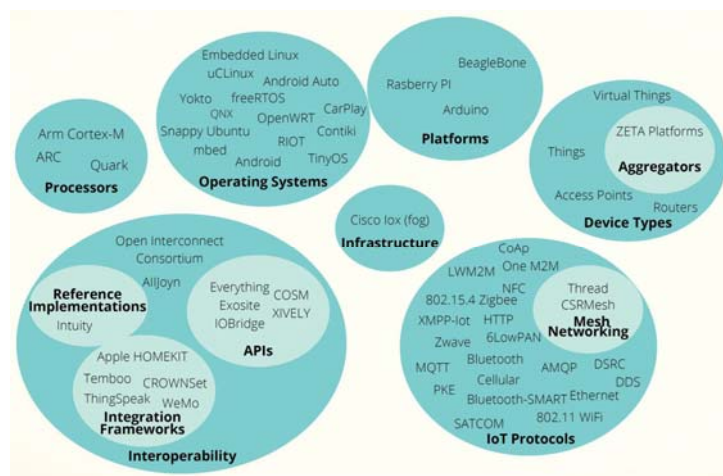 Arm Cortex-M
ARC
Quark
Processors
Embedded Linux
uCLinux
Android Auto
Yokto
freeRTOS
QNX
OpenWRT
CarPlay
Snappy Ubuntu
RIOT
Contiki
mbed
Android
TinyOS
Operating Systems
BeagleBone
Rasberry PI
Arduino
Platforms
Virtual Things
ZETA Platforms
Things
Aggregators
Access Points
Routers
Device Types
Cisco Iox (fog)
Infrastructure
Open Interconnect
Consortium
AllJoyn
Reference
Implementations
Intuity
Everything
COSM
Exosite
XIVELY
IOBridge
APIs
Apple HOMEKIT
Temboo
CROWNSet
ThingSpeak
WeMo
Integration
Frameworks
Interoperability
CoAp
LWM2M
One M2M
NFC
802.15.4 Zigbee
Thread
CSRMesh
Mesh
Networking
XMPP-Iot
HTTP
Zwave
6LowPAN
MQTT
Bluetooth
AMQP
DSRC
PKE
Cellular
DDS
Bluetooth-SMART
Ethernet
SATCOM
802.11 WiFi
IoT Protocols